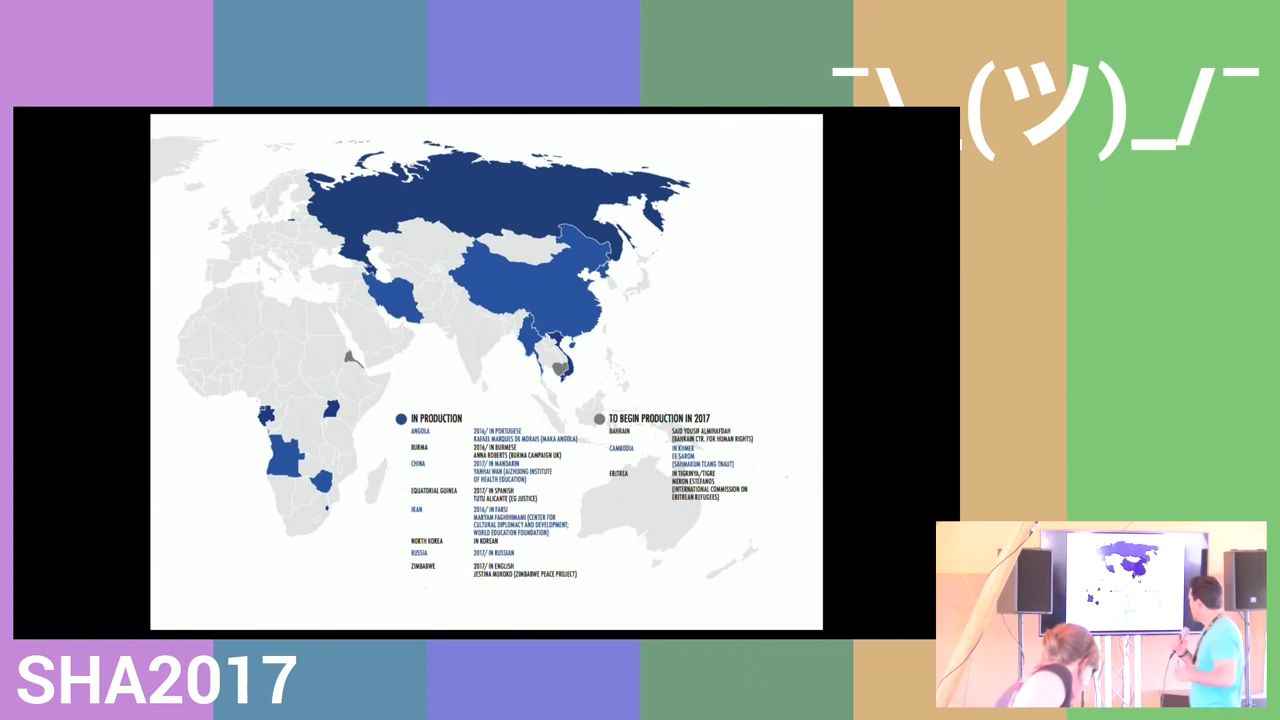 ¯\_(ツ)_/¯
IN PRODUCTION
ANGOLA 2016/ IN PORTUGESE
RAFAEL MARQUES DE MORAIS (MAKA ANGOLA)
BURMA 2016/ IN BURMESE
ANNA ROBERTS (BURMA CAMPAIGN UK)
CHINA 2017/ IN MANDARIN
YANHAI WAN (AIZHIXING INSTITUTE
OF HEALTH EDUCATION)
EQUATORIAL GUINEA 2017/ IN SPANISH
TUTU ALICANTE (EG JUSTICE)
IRAN 2016/ IN FARSI
MARYAM FAGHIHIMANI (CENTER FOR
CULTURAL DIPLOMACY AND DEVELOPMENT;
WORLD EDUCATION FOUNDATION)
NORTH KOREA IN KOREAN
RUSSIA 2017/ IN RUSSIAN
ZIMBABWE 2017/ IN ENGLISH
JESTINA MUKOKO (ZIMBABWE PEACE PROJECT)
TO BEGIN PRODUCTION IN 2017
BAHRAIN SAID YOUSIF ALMIHAFDAH
(BAHRAIN CTR. FOR HUMAN RIGHTS)
CAMBODIA IN KHMER
EE SAROM
(SAHMAKUM TEANG TNAUT)
ERITREA IN TIGRINYA/TIGRE
MERON ESTEFANOS
(INTERNATIONAL COMMISSION ON
ERITREAN REFUGEES)
SHA2017